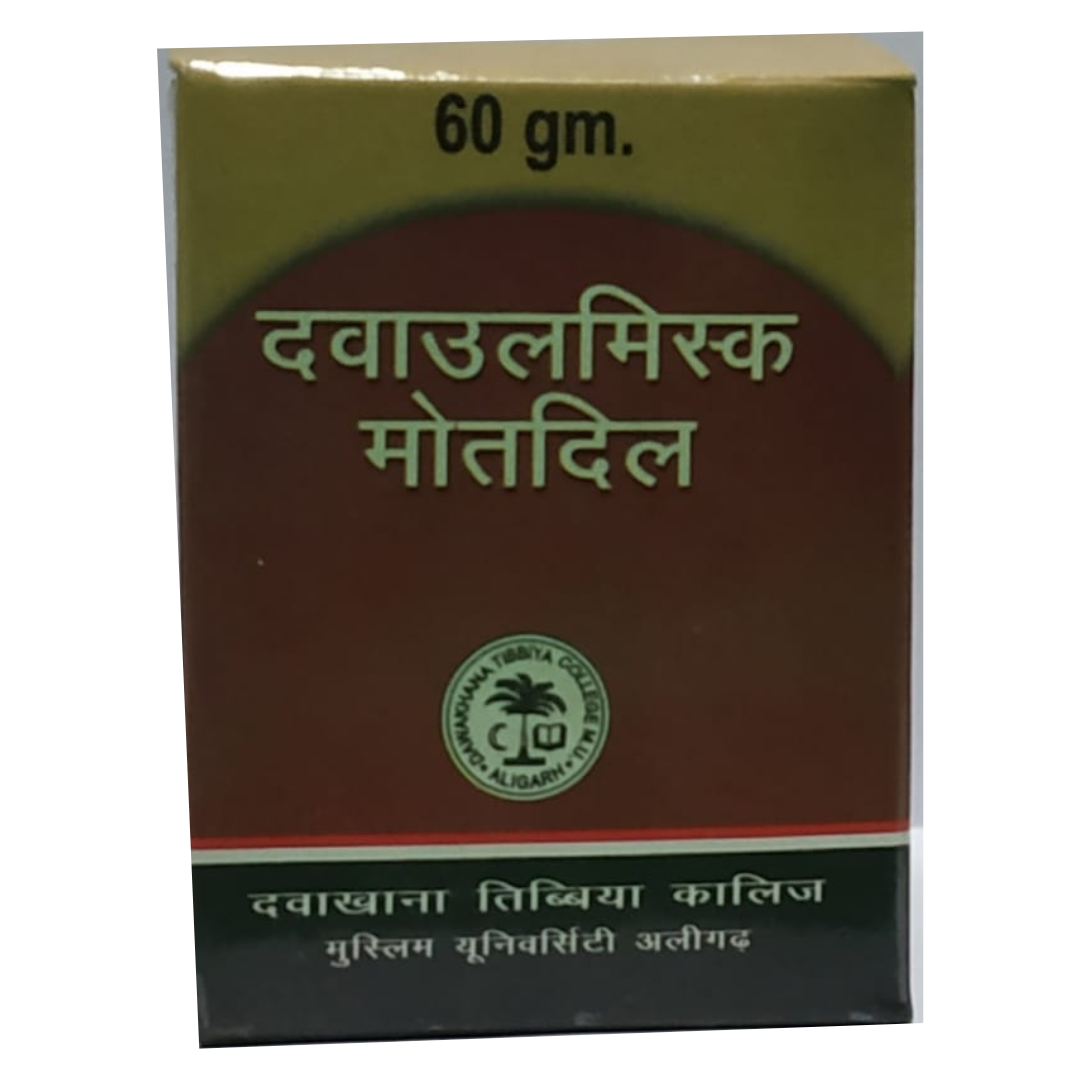 60 gm.
दवाउलमिस्क
मोतदिल
DAWAKHANA TIBBIYA COLLEGE M.U.
ALIGARH
दवाखाना तिब्बिया कालिज
मुस्लिम यूनिवर्सिटी अलीगढ़